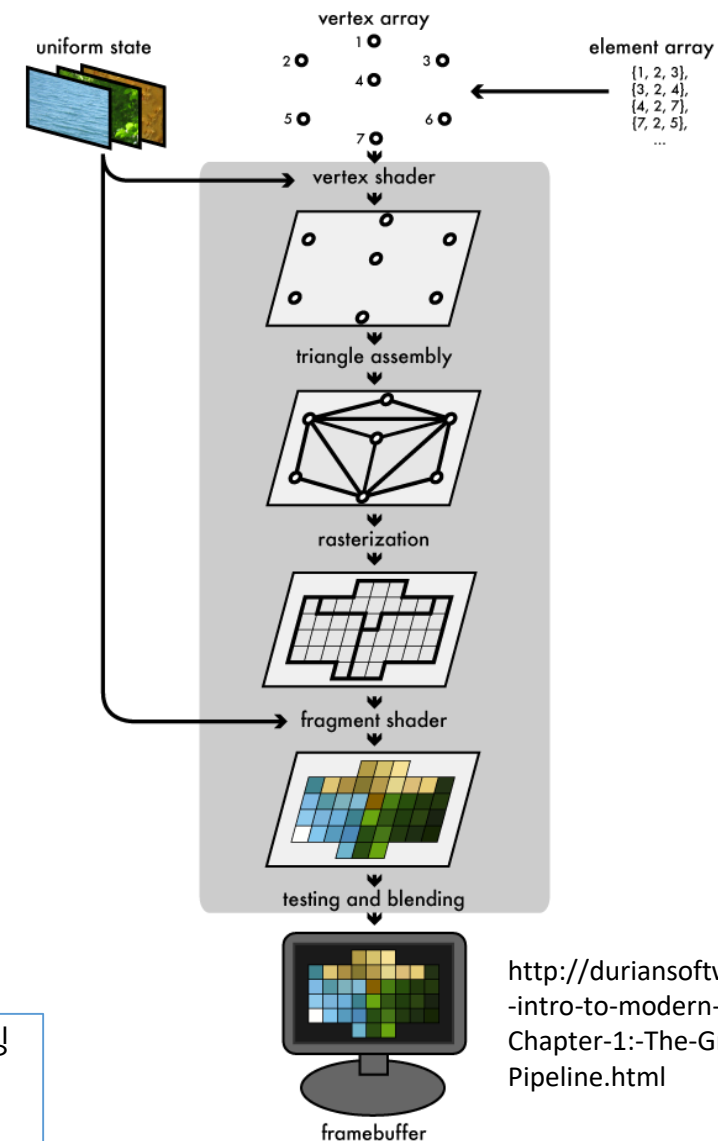 vertex array
uniform state
element array
1
2
3
4
5
6
7
{1, 2, 3},
{3, 2, 4},
{4, 2, 7},
{7, 2, 5},
...
vertex shader
triangle assembly
rasterization
fragment shader
testing and blending
http://duriansoftw
-intro-to-modern-
Chapter-1:-The-G
Pipeline.html
framebuffer